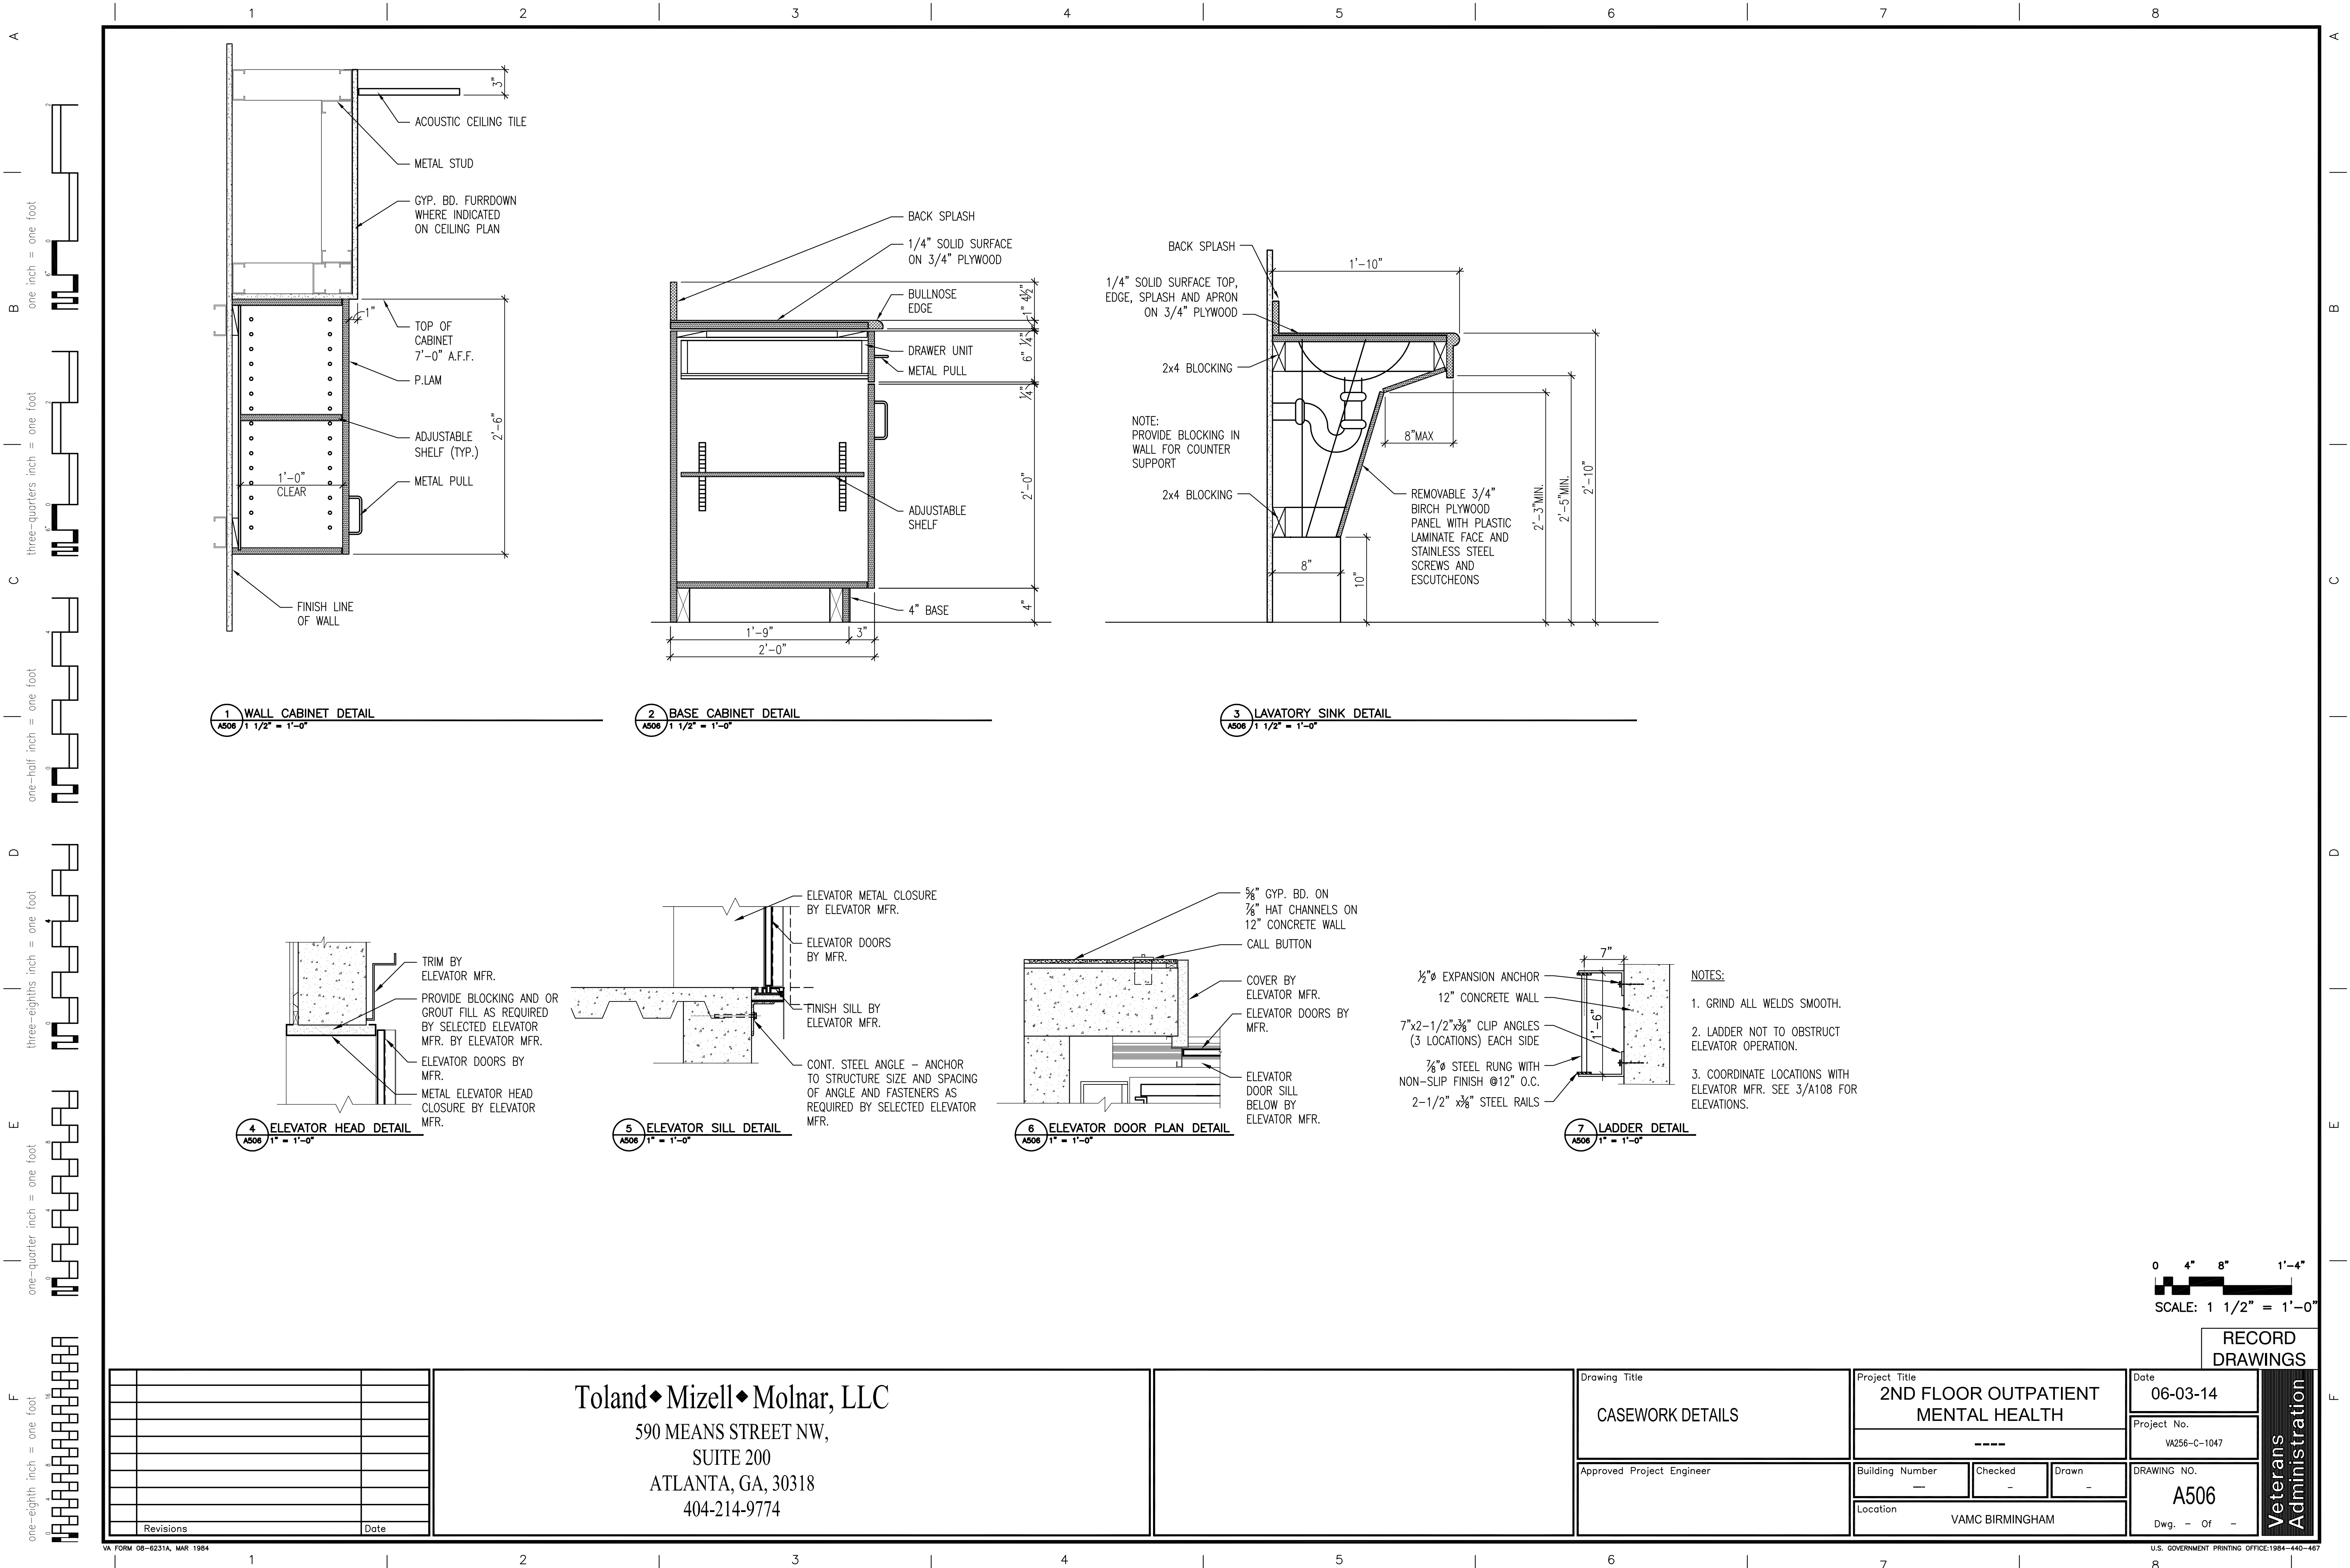 1 2 3 4 5 6 7 8
A
B
C
D
E
F
one inch = one foot
three-quarters inch = one foot
one-half inch = one foot
three-eighths inch = one foot
one-quarter inch = one foot
one-eighth inch = one foot
3"
ACOUSTIC CEILING TILE
METAL STUD
GYP. BD. FURRDOWN
WHERE INDICATED
ON CEILING PLAN
1"
TOP OF
CABINET
7'-0" A.F.F.
P.LAM
2'-6"
ADJUSTABLE
SHELF (TYP.)
1'-0"
CLEAR
METAL PULL
FINISH LINE
OF WALL
1
A506
WALL CABINET DETAIL
1 1/2" = 1'-0"
BACK SPLASH
1/4" SOLID SURFACE
ON 3/4" PLYWOOD
BULLNOSE
EDGE
4½"
1"
¼"
DRAWER UNIT
6"
METAL PULL
¼"
2'-0"
ADJUSTABLE
SHELF
4" BASE
4"
1'-9"
3"
2'-0"
2
A506
BASE CABINET DETAIL
1 1/2" = 1'-0"
BACK SPLASH
1'-10"
1/4" SOLID SURFACE TOP,
EDGE, SPLASH AND APRON
ON 3/4" PLYWOOD
2x4 BLOCKING
NOTE:
PROVIDE BLOCKING IN
WALL FOR COUNTER
SUPPORT
8"MAX
2x4 BLOCKING
REMOVABLE 3/4"
BIRCH PLYWOOD
PANEL WITH PLASTIC
LAMINATE FACE AND
STAINLESS STEEL
SCREWS AND
ESCUTCHEONS
2'-3"MIN.
2'-5"MIN.
2'-10"
8"
10"
3
A506
LAVATORY SINK DETAIL
1 1/2" = 1'-0"
TRIM BY
ELEVATOR MFR.
PROVIDE BLOCKING AND OR
GROUT FILL AS REQUIRED
BY SELECTED ELEVATOR
MFR. BY ELEVATOR MFR.
ELEVATOR DOORS BY
MFR.
METAL ELEVATOR HEAD
CLOSURE BY ELEVATOR
MFR.
4
A506
ELEVATOR HEAD DETAIL
1" = 1'-0"
ELEVATOR METAL CLOSURE
BY ELEVATOR MFR.
ELEVATOR DOORS
BY MFR.
FINISH SILL BY
ELEVATOR MFR.
CONT. STEEL ANGLE - ANCHOR
TO STRUCTURE SIZE AND SPACING
OF ANGLE AND FASTENERS AS
REQUIRED BY SELECTED ELEVATOR
MFR.
5
A506
ELEVATOR SILL DETAIL
1" = 1'-0"
⅝" GYP. BD. ON
⅞" HAT CHANNELS ON
12" CONCRETE WALL
CALL BUTTON
COVER BY
ELEVATOR MFR.
ELEVATOR DOORS BY
MFR.
ELEVATOR
DOOR SILL
BELOW BY
ELEVATOR MFR.
6
A506
ELEVATOR DOOR PLAN DETAIL
1" = 1'-0"
7"
½"ø EXPANSION ANCHOR
12" CONCRETE WALL
7"x2-1/2"x⅜" CLIP ANGLES
(3 LOCATIONS) EACH SIDE
⅞"ø STEEL RUNG WITH
NON-SLIP FINISH @12" O.C.
2-1/2" x⅜" STEEL RAILS
1'-6"
NOTES:
1. GRIND ALL WELDS SMOOTH.
2. LADDER NOT TO OBSTRUCT
ELEVATOR OPERATION.
3. COORDINATE LOCATIONS WITH
ELEVATOR MFR. SEE 3/A108 FOR
ELEVATIONS.
7
A506
LADDER DETAIL
1" = 1'-0"
0 4" 8" 1'-4"
SCALE: 1 1/2" = 1'-0"
RECORD
DRAWINGS
Revisions Date
Toland◆Mizell◆Molnar, LLC
590 MEANS STREET NW,
SUITE 200
ATLANTA, GA, 30318
404-214-9774
Drawing Title
CASEWORK DETAILS
Approved Project Engineer
Project Title
2ND FLOOR OUTPATIENT
MENTAL HEALTH
----
Building Number
—
Checked
-
Drawn
-
Location
VAMC BIRMINGHAM
Date
06-03-14
Project No.
VA256-C-1047
DRAWING NO.
A506
Dwg. - Of -
Veterans
Administration
VA FORM 08-6231A, MAR 1984
U.S. GOVERNMENT PRINTING OFFICE:1984-440-467
1 2 3 4 5 6 7 8